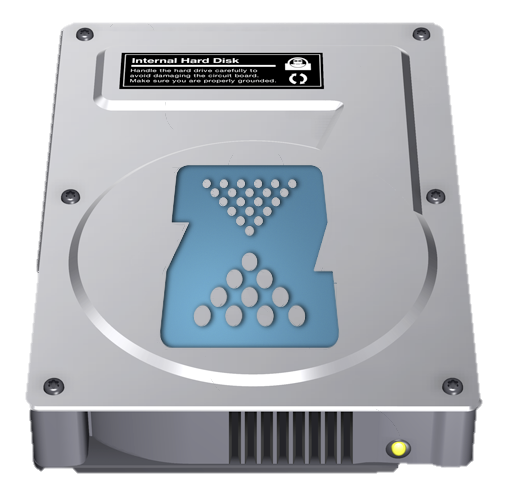 Internal Hard Disk
Handle the hard drive carefully to
avoid damaging the circuit board.
Make sure you are properly grounded.